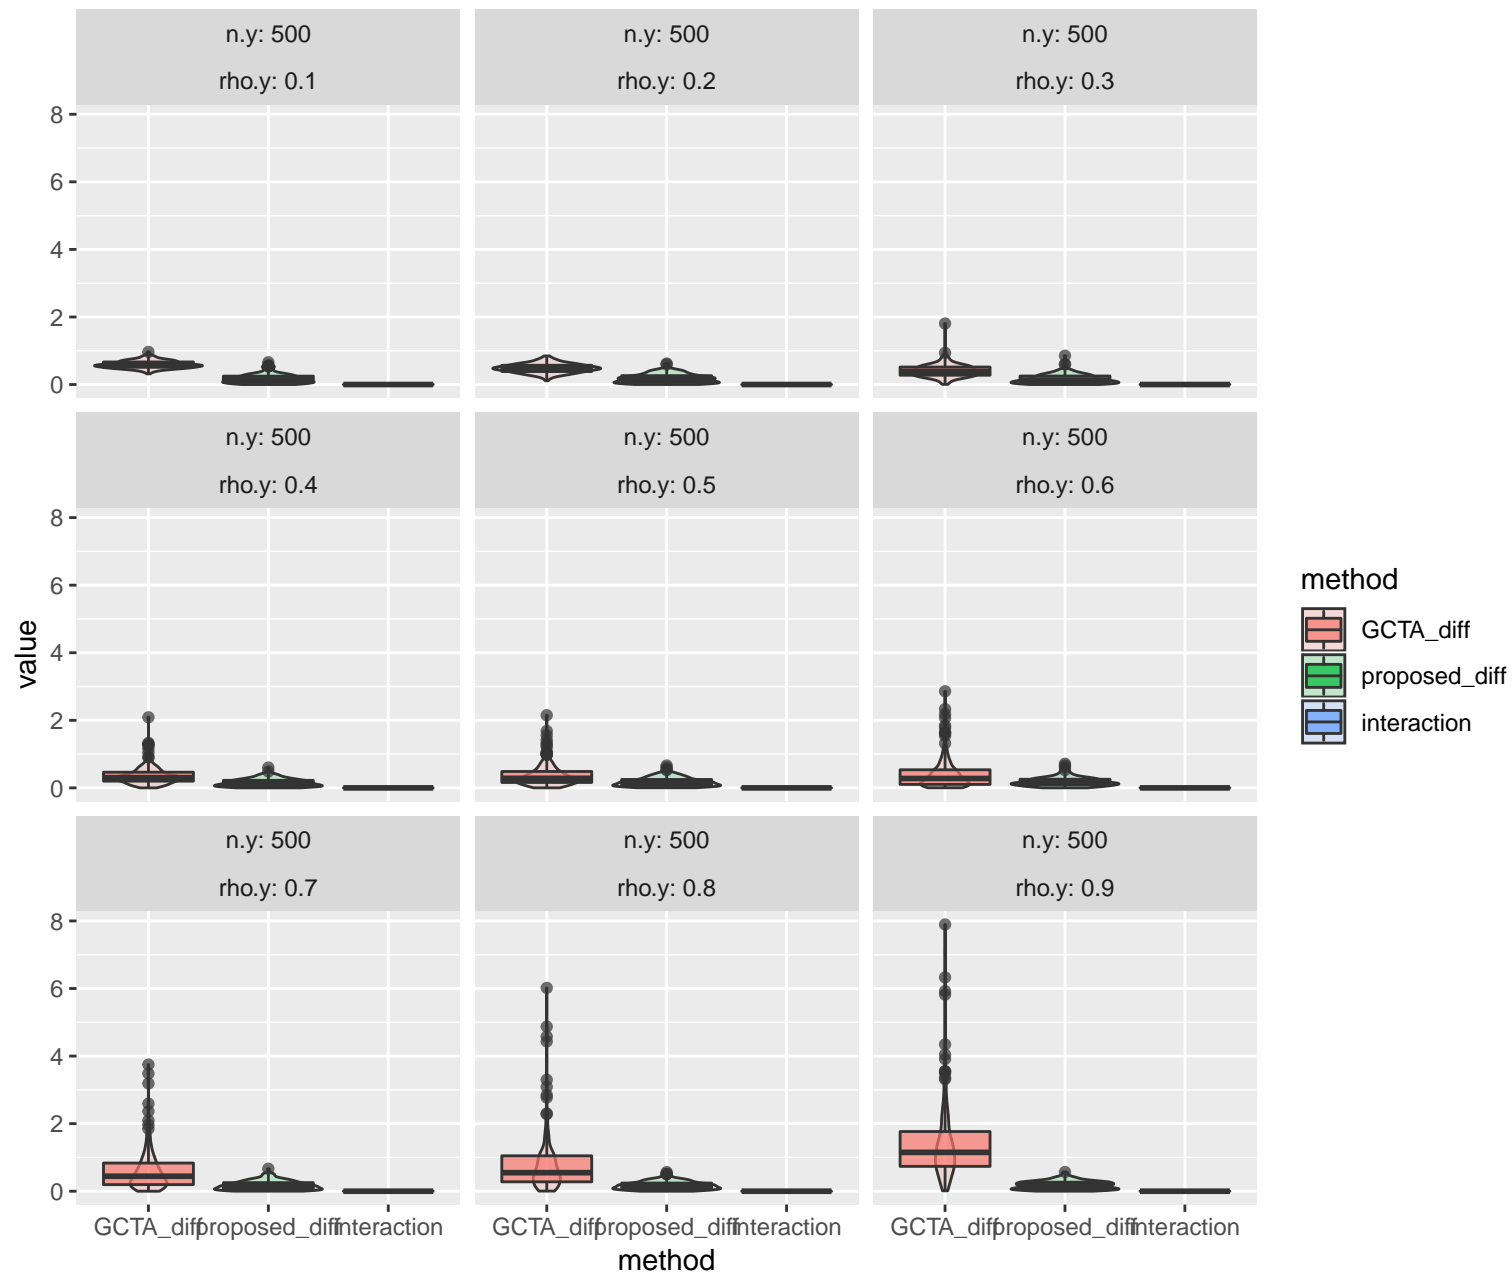 n.y: 500 n.y: 500 n.y: 500
rho.y: 0.1 rho.y: 0.2 rho.y: 0.3
8
6
4
2
0
n.y: 500 n.y: 500 n.y: 500
rho.y: 0.4 rho.y: 0.5 rho.y: 0.6
8
6
4
2
0
n.y: 500 n.y: 500 n.y: 500
rho.y: 0.7 rho.y: 0.8 rho.y: 0.9
8
6
4
2
0
value
GCTA_diff proposed_diff interaction GCTA_diff proposed_diff interaction GCTA_diff proposed_diff interaction
method
method
GCTA_diff
proposed_diff
interaction